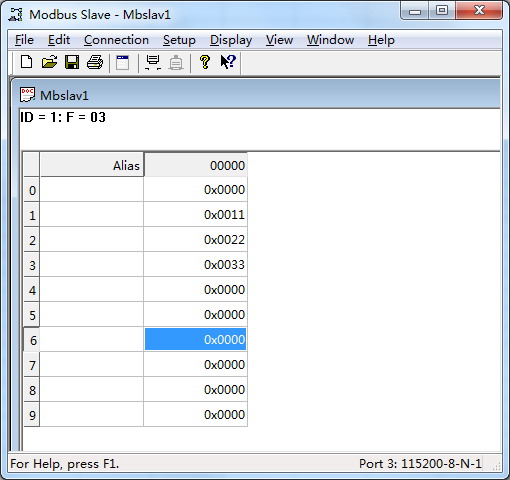 Modbus Slave - Mbslav1
File Edit Connection Setup Display View Window Help
Mbslav1
ID = 1: F = 03
Alias 00000
0 0x0000
1 0x0011
2 0x0022
3 0x0033
4 0x0000
5 0x0000
6 0x0000
7 0x0000
8 0x0000
9 0x0000
For Help, press F1. Port 3: 115200-8-N-1